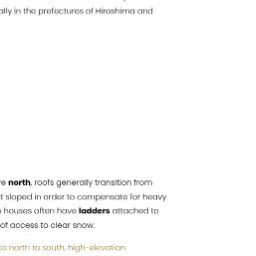 ally in the prefectures of Hiroshima and
re north, roofs generally transition from
t sloped in order to compensate for heavy
houses often have ladders attached to
of access to clear snow.
to north to south, high-elevation